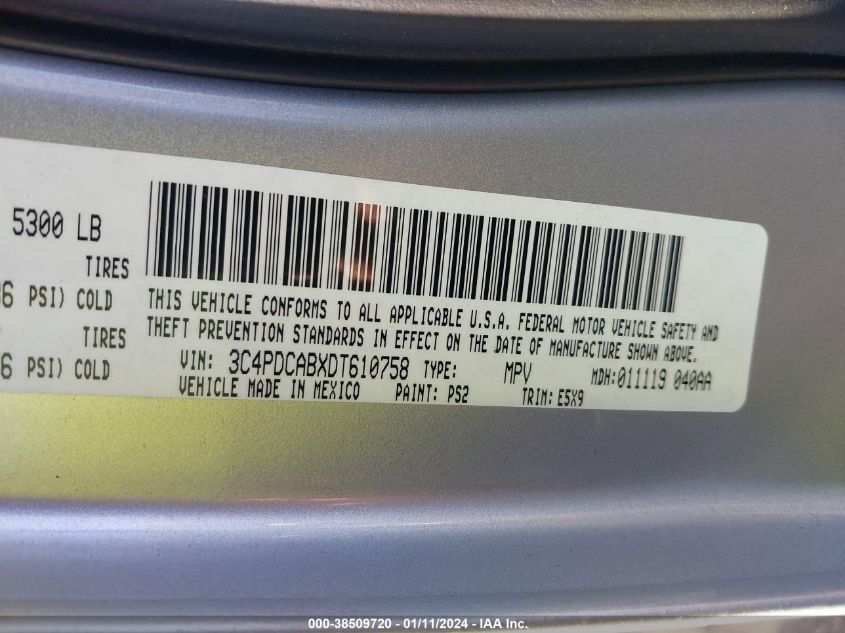 5300 LB
TIRES
6 PSI) COLD
TIRES
6 PSI) COLD
THIS VEHICLE CONFORMS TO ALL APPLICABLE U.S.A. FEDERAL MOTOR VEHICLE SAFETY AND
THEFT PREVENTION STANDARDS IN EFFECT ON THE DATE OF MANUFACTURE SHOWN ABOVE.
VIN: 3C4PDCABXDT610758 TYPE: MPV MDH:011119 040AA
VEHICLE MADE IN MEXICO PAINT: PS2 TRIM: E5X9
000-38509720 - 01/11/2024 - IAA Inc.